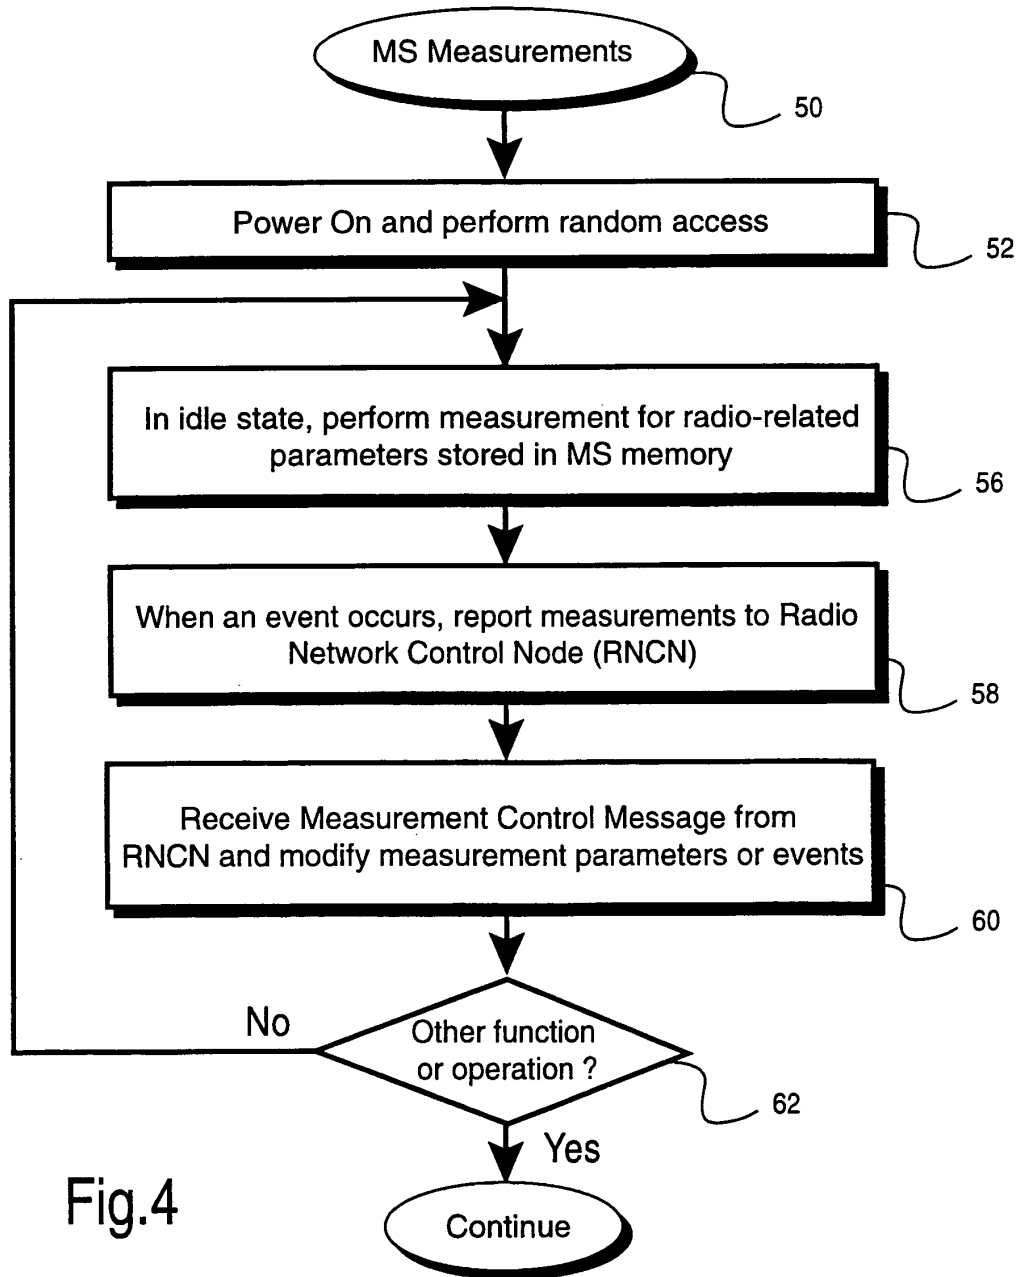 MS Measurements
50
Power On and perform random access
52
In idle state, perform measurement for radio-related
parameters stored in MS memory
56
When an event occurs, report measurements to Radio
Network Control Node (RNCN)
58
Receive Measurement Control Message from
RNCN and modify measurement parameters or events
60
No
Other function
or operation ?
62
Yes
Fig.4
Continue